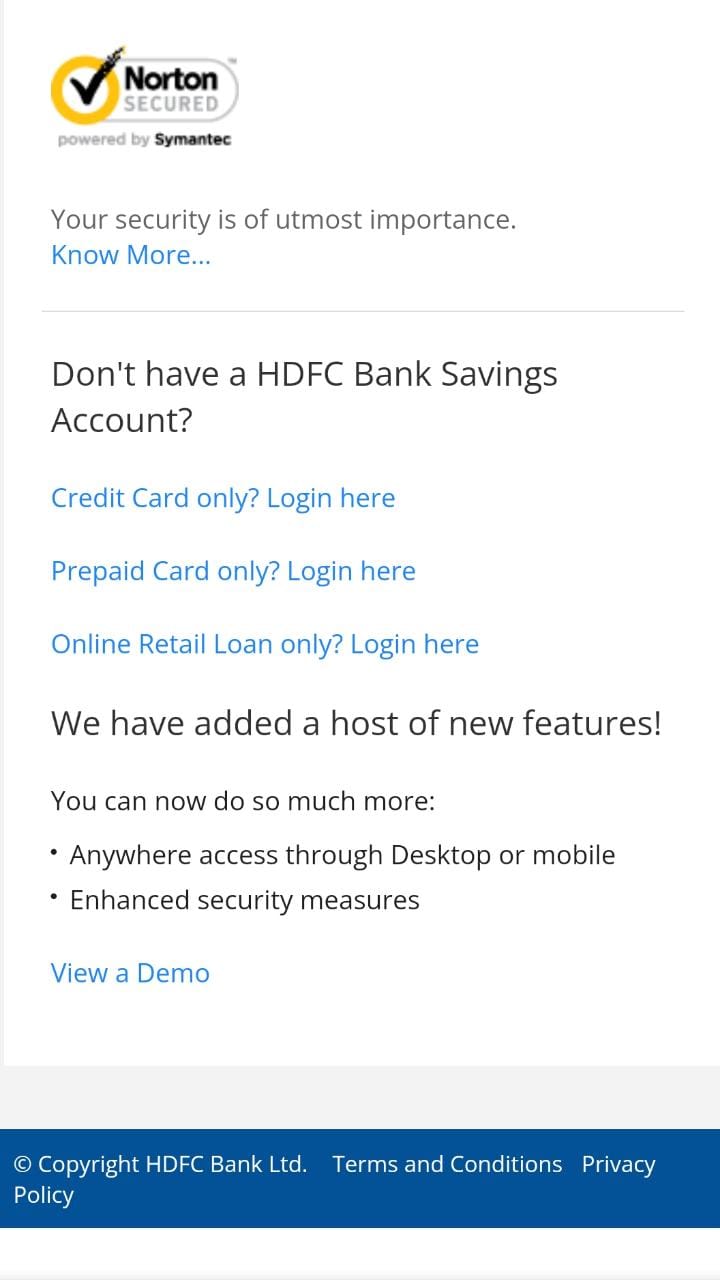 Norton
SECURED
powered by Symantec
Your security is of utmost importance.
Know More...
Don't have a HDFC Bank Savings
Account?
Credit Card only? Login here
Prepaid Card only? Login here
Online Retail Loan only? Login here
We have added a host of new features!
You can now do so much more:
• Anywhere access through Desktop or mobile
• Enhanced security measures
View a Demo
© Copyright HDFC Bank Ltd. Terms and Conditions Privacy
Policy